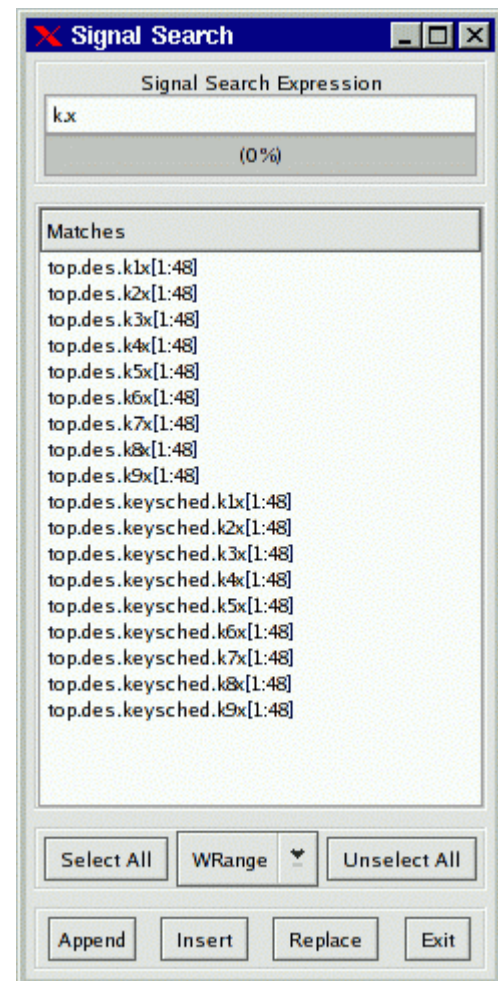 Signal Search
Signal Search Expression
k.x
(0%)
Matches
top.des.k1x[1:48]
top.des.k2x[1:48]
top.des.k3x[1:48]
top.des.k4x[1:48]
top.des.k5x[1:48]
top.des.k6x[1:48]
top.des.k7x[1:48]
top.des.k8x[1:48]
top.des.k9x[1:48]
top.des.keysched.k1x[1:48]
top.des.keysched.k2x[1:48]
top.des.keysched.k3x[1:48]
top.des.keysched.k4x[1:48]
top.des.keysched.k5x[1:48]
top.des.keysched.k6x[1:48]
top.des.keysched.k7x[1:48]
top.des.keysched.k8x[1:48]
top.des.keysched.k9x[1:48]
Select All WRange Unselect All
Append Insert Replace Exit